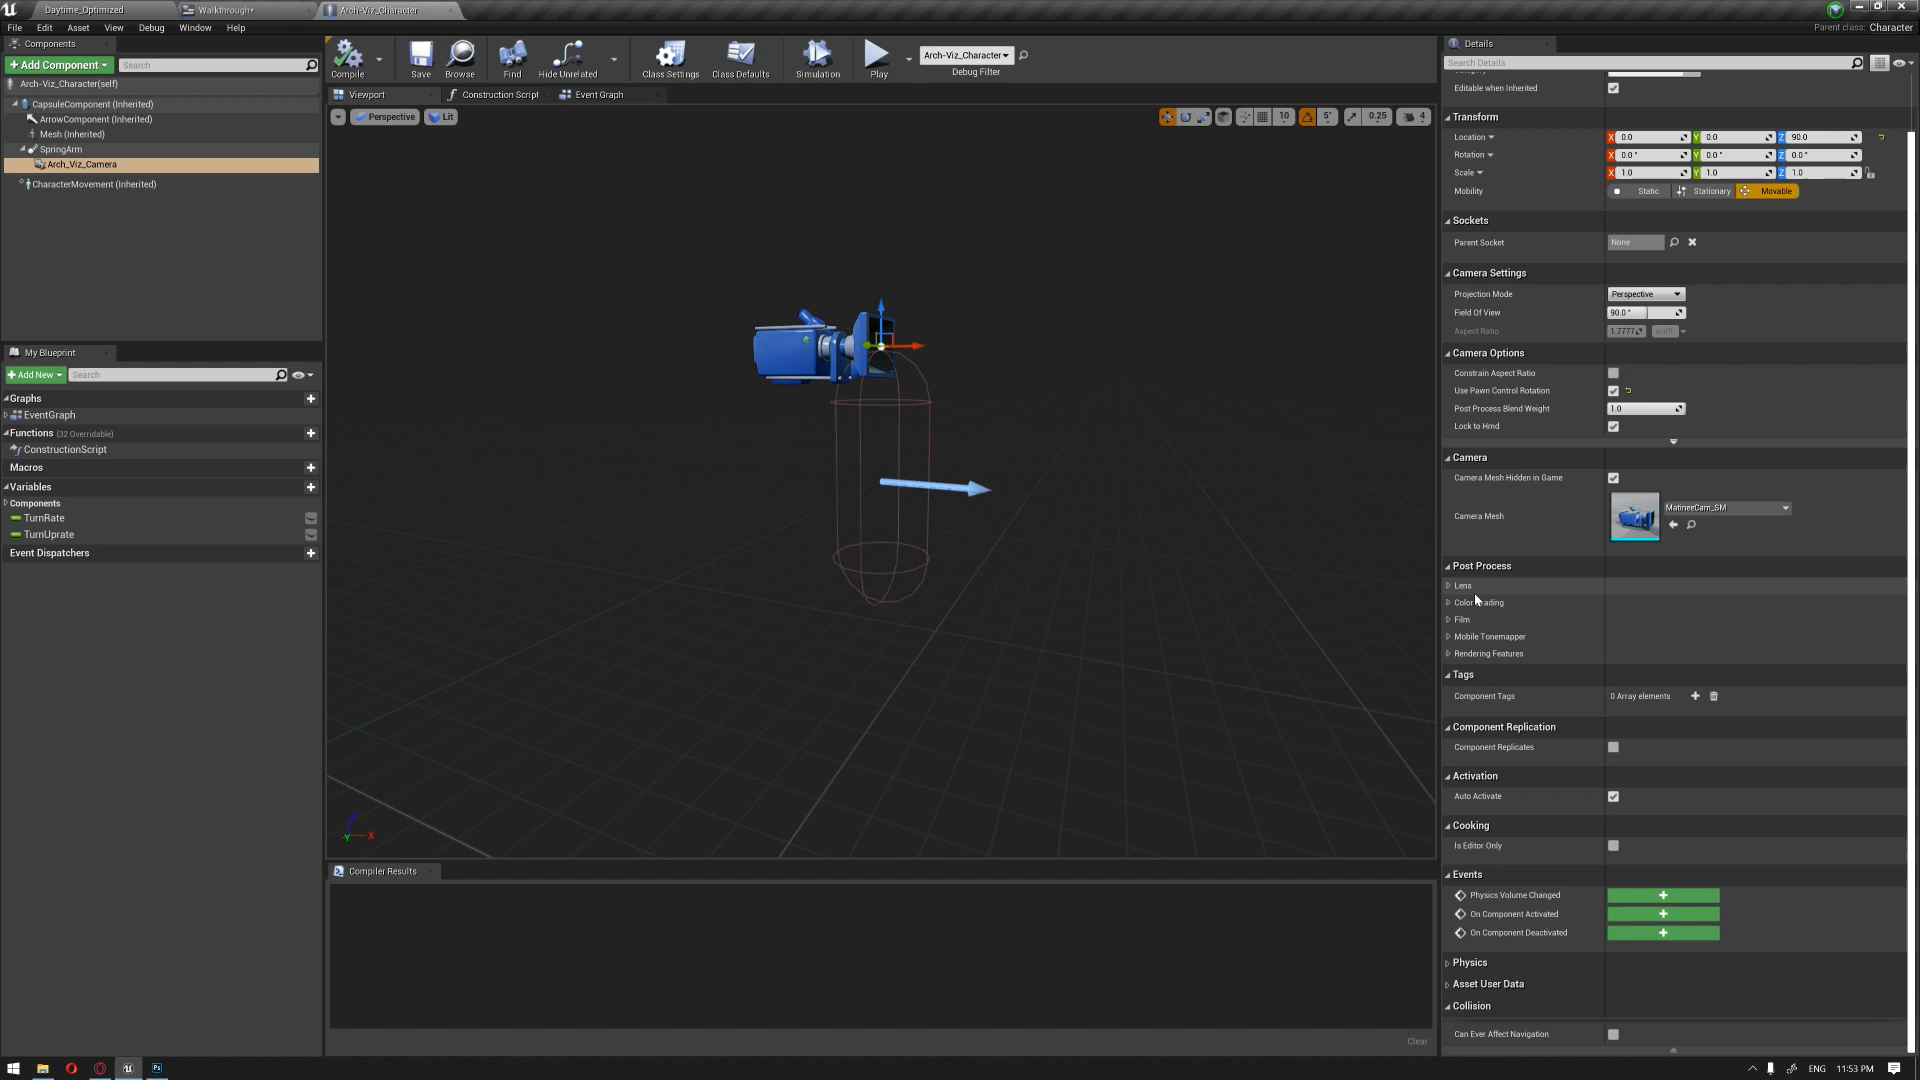 Daytime_Optimized
Walkthrough*
Arch-Viz_Character
File Edit Asset View Debug Window Help
Parent class: Character
Components
+ Add Component
Search
Arch-Viz_Character(self)
CapsuleComponent (Inherited)
ArrowComponent (Inherited)
Mesh (Inherited)
SpringArm
Arch_Viz_Camera
CharacterMovement (Inherited)
My Blueprint
+ Add New
Search
Graphs
EventGraph
Functions (32 Overridable)
ConstructionScript
Macros
Variables
Components
TurnRate
TurnUprate
Event Dispatchers
Compile
Save
Browse
Find
Hide Unrelated
Class Settings
Class Defaults
Simulation
Play
Arch-Viz_Character
Debug Filter
Viewport
Construction Script
Event Graph
Perspective
Lit
10
5°
0.25
4
Z
Y
X
Compiler Results
Clear
Details
Search Details
Editable when Inherited
Transform
Location X 0.0 Y 0.0 Z 90.0
Rotation X 0.0 ° Y 0.0 ° Z 0.0 °
Scale X 1.0 Y 1.0 Z 1.0
Mobility Static Stationary Movable
Sockets
Parent Socket None
Camera Settings
Projection Mode Perspective
Field Of View 90.0 °
Aspect Ratio 1.7777 width
Camera Options
Constrain Aspect Ratio
Use Pawn Control Rotation
Post Process Blend Weight 1.0
Lock to Hmd
Camera
Camera Mesh Hidden in Game
Camera Mesh MatineeCam_SM
Post Process
Lens
Color Grading
Film
Mobile Tonemapper
Rendering Features
Tags
Component Tags 0 Array elements
Component Replication
Component Replicates
Activation
Auto Activate
Cooking
Is Editor Only
Events
Physics Volume Changed
On Component Activated
On Component Deactivated
Physics
Asset User Data
Collision
Can Ever Affect Navigation
Ps
ENG 11:53 PM